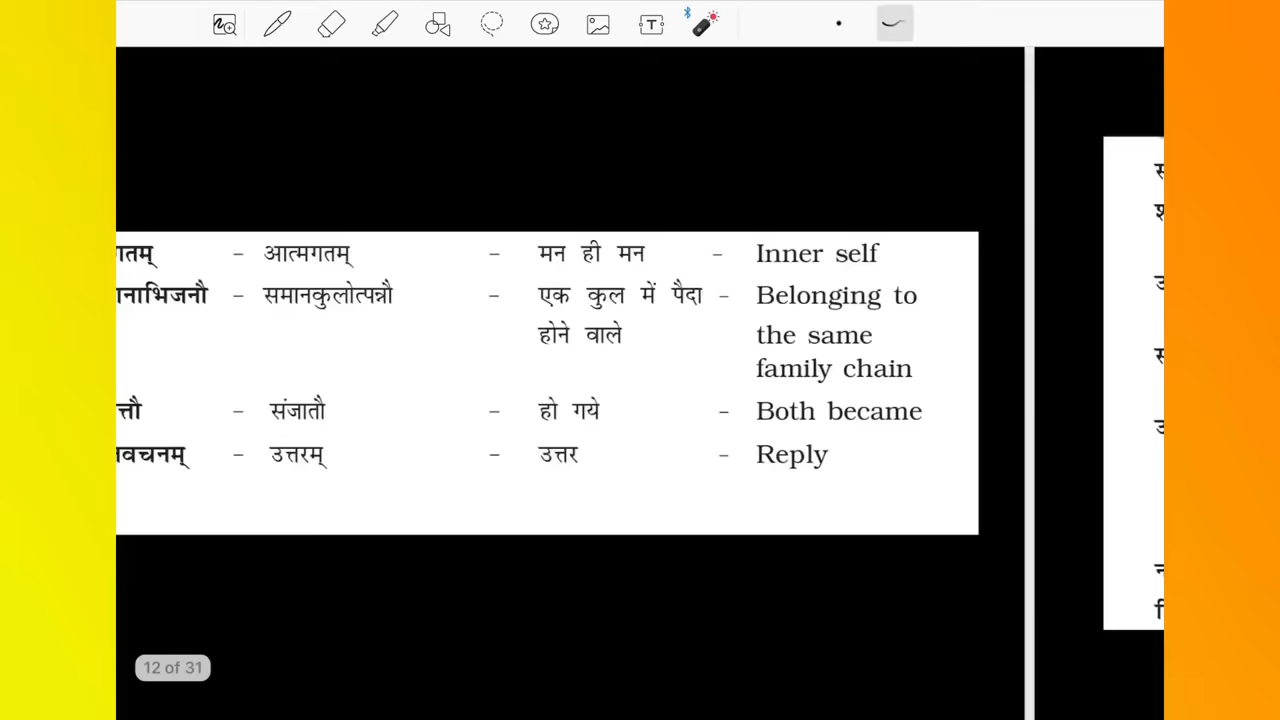 - आत्मगतम् - मन ही मन - Inner self
- समानकुलोत्पन्नौ - एक कुल में पैदा - Belonging to
होने वाले the same
family chain
- संजातौ - हो गये - Both became
- उत्तरम् - उत्तर - Reply
12 of 31